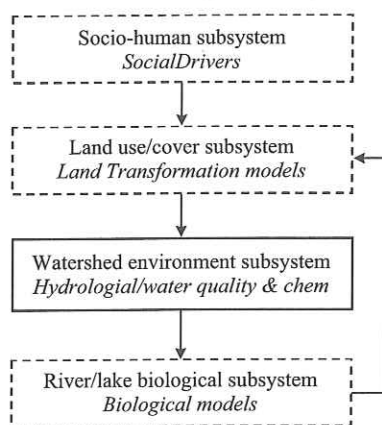 Socio-human subsystem
SocialDrivers
Land use/cover subsystem
Land Transformation models
Watershed environment subsystem
Hydrologial/water quality & chem
River/lake biological subsystem
Biological models